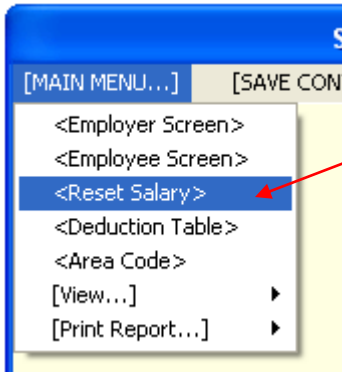 S
[MAIN MENU...] [SAVE CON
<Employer Screen>
<Employee Screen>
<Reset Salary>
<Deduction Table>
<Area Code>
[View...]
[Print Report...]